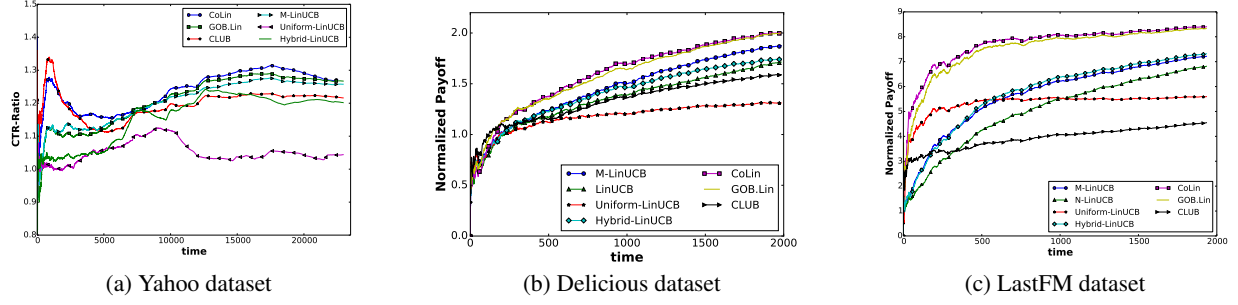 CoLin
GOB.Lin
CLUB
M-LinUCB
Uniform-LinUCB
Hybrid-LinUCB
CTR-Ratio
1.5
1.4
1.3
1.2
1.1
1.0
0.9
0.8
0 5000 10000 15000 20000
time
(a) Yahoo dataset
Normalized Payoff
2.0
1.5
1.0
0.5
0.0
M-LinUCB
LinUCB
Uniform-LinUCB
Hybrid-LinUCB
CoLin
GOB.Lin
CLUB
0 500 1000 1500 2000
time
(b) Delicious dataset
Normalized Payoff
9
8
7
6
5
4
3
2
1
0
M-LinUCB
N-LinUCB
Uniform-LinUCB
Hybrid-LinUCB
CoLin
GOB.Lin
CLUB
0 500 1000 1500 2000
time
(c) LastFM dataset